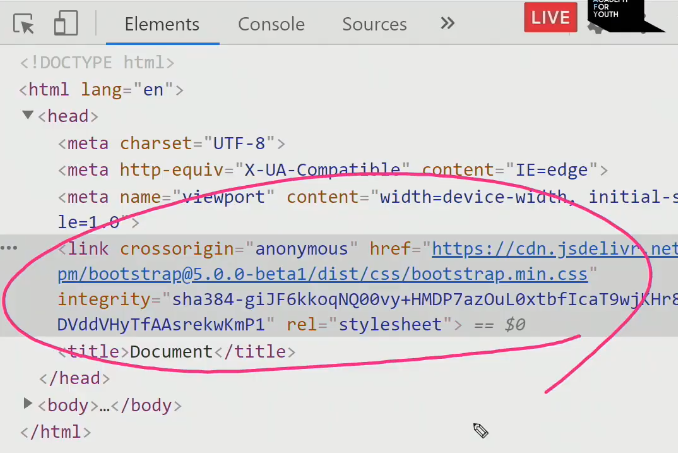 Elements Console Sources »
LIVE
FOR
YOUTH
<!DOCTYPE html>
<html lang="en">
▼<head>
<meta charset="UTF-8">
<meta http-equiv="X-UA-Compatible" content="IE=edge">
<meta name="viewport" content="width=device-width, initial-s
le=1.0">
<link crossorigin="anonymous" href="https://cdn.jsdelivr.net
pm/bootstrap@5.0.0-beta1/dist/css/bootstrap.min.css"
integrity="sha384-giJF6kkoqNQ00vy+HMDP7azOuL0xtbfIcaT9wjKHr8
DVddVHyTfAAsrekwKmP1" rel="stylesheet"> == $0
<title>Document</title>
</head>
▶<body>…</body>
</html>